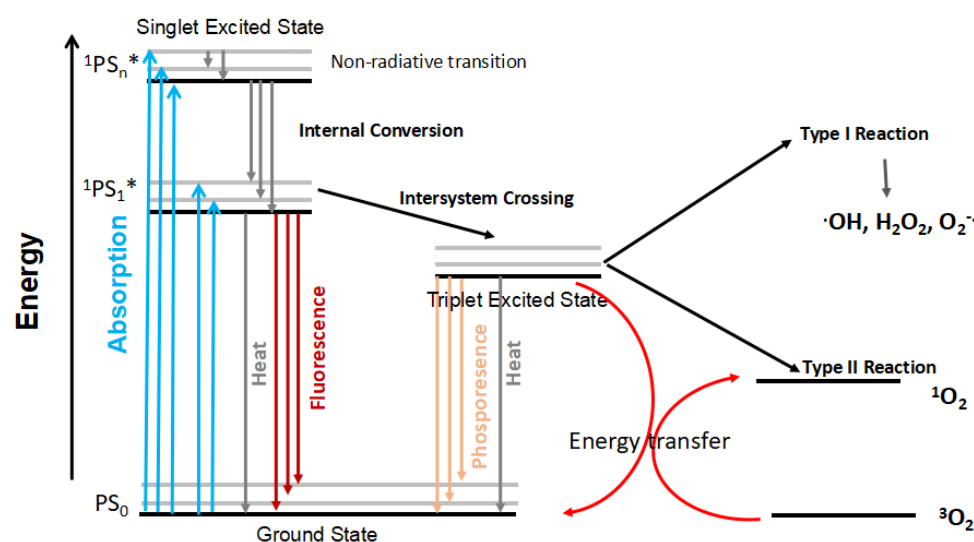 Singlet Excited State
¹PSₙ*
Non-radiative transition
Internal Conversion
Type I Reaction
¹PS₁*
Intersystem Crossing
·OH, H₂O₂, O₂⁻·
Energy
Absorption
Triplet Excited State
Heat
Fluorescence
Phosporesence
Heat
Type II Reaction
¹O₂
Energy transfer
PS₀
³O₂
Ground State